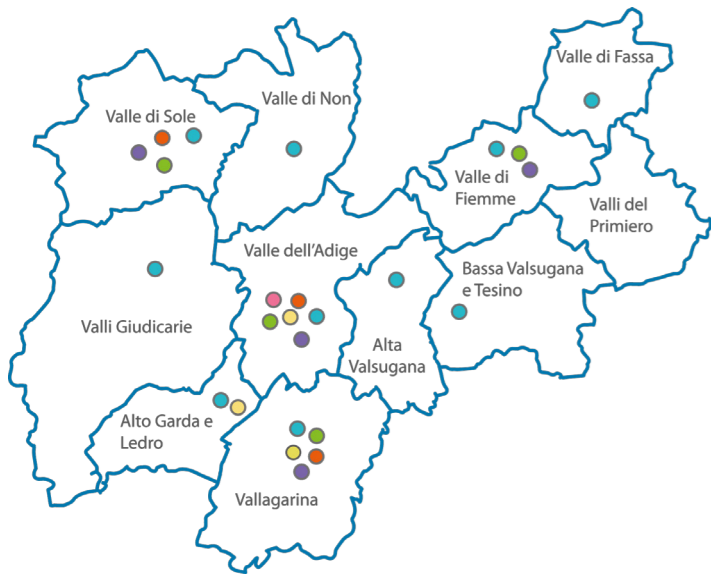 Valle di Fassa
Valle di Non
Valle di Sole
Valle di
Fiemme
Valli del
Primiero
Valle dell'Adige
Bassa Valsugana
e Tesino
Valli Giudicarie
Alta
Valsugana
Alto Garda e
Ledro
Vallagarina